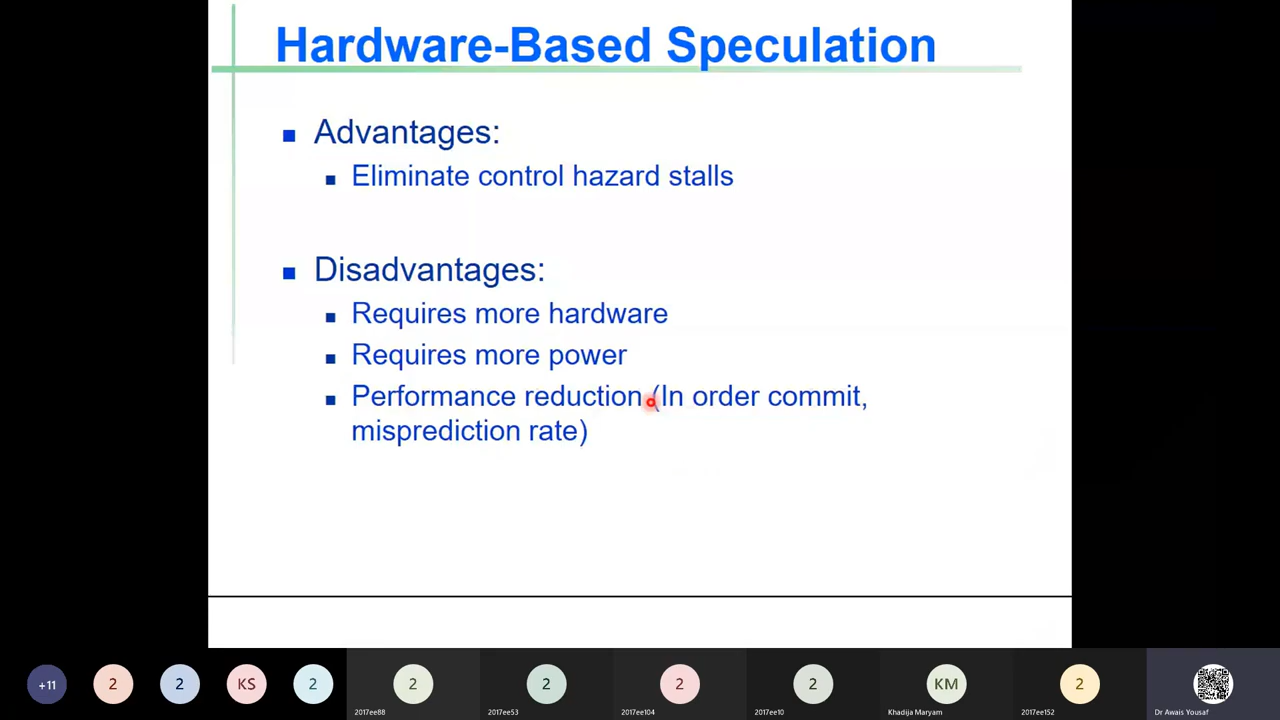 Hardware-Based Speculation
Advantages:
Eliminate control hazard stalls
Disadvantages:
Requires more hardware
Requires more power
Performance reduction (In order commit,
misprediction rate)
+11
2
2
KS
2
2
2
2
2
KM
2
2017ee88
2017ee53
2017ee104
2017ee10
Khadija Maryam
2017ee152
Dr Awais Yousaf